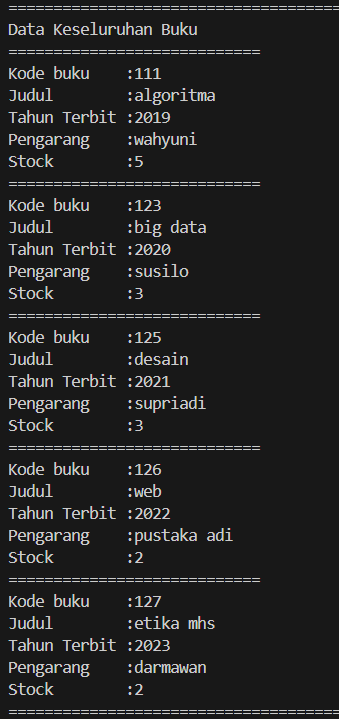 =====================================
Data Keseluruhan Buku
============================
Kode buku    :111
Judul        :algoritma
Tahun Terbit :2019
Pengarang    :wahyuni
Stock        :5
============================
Kode buku    :123
Judul        :big data
Tahun Terbit :2020
Pengarang    :susilo
Stock        :3
============================
Kode buku    :125
Judul        :desain
Tahun Terbit :2021
Pengarang    :supriadi
Stock        :3
============================
Kode buku    :126
Judul        :web
Tahun Terbit :2022
Pengarang    :pustaka adi
Stock        :2
============================
Kode buku    :127
Judul        :etika mhs
Tahun Terbit :2023
Pengarang    :darmawan
Stock        :2
=====================================